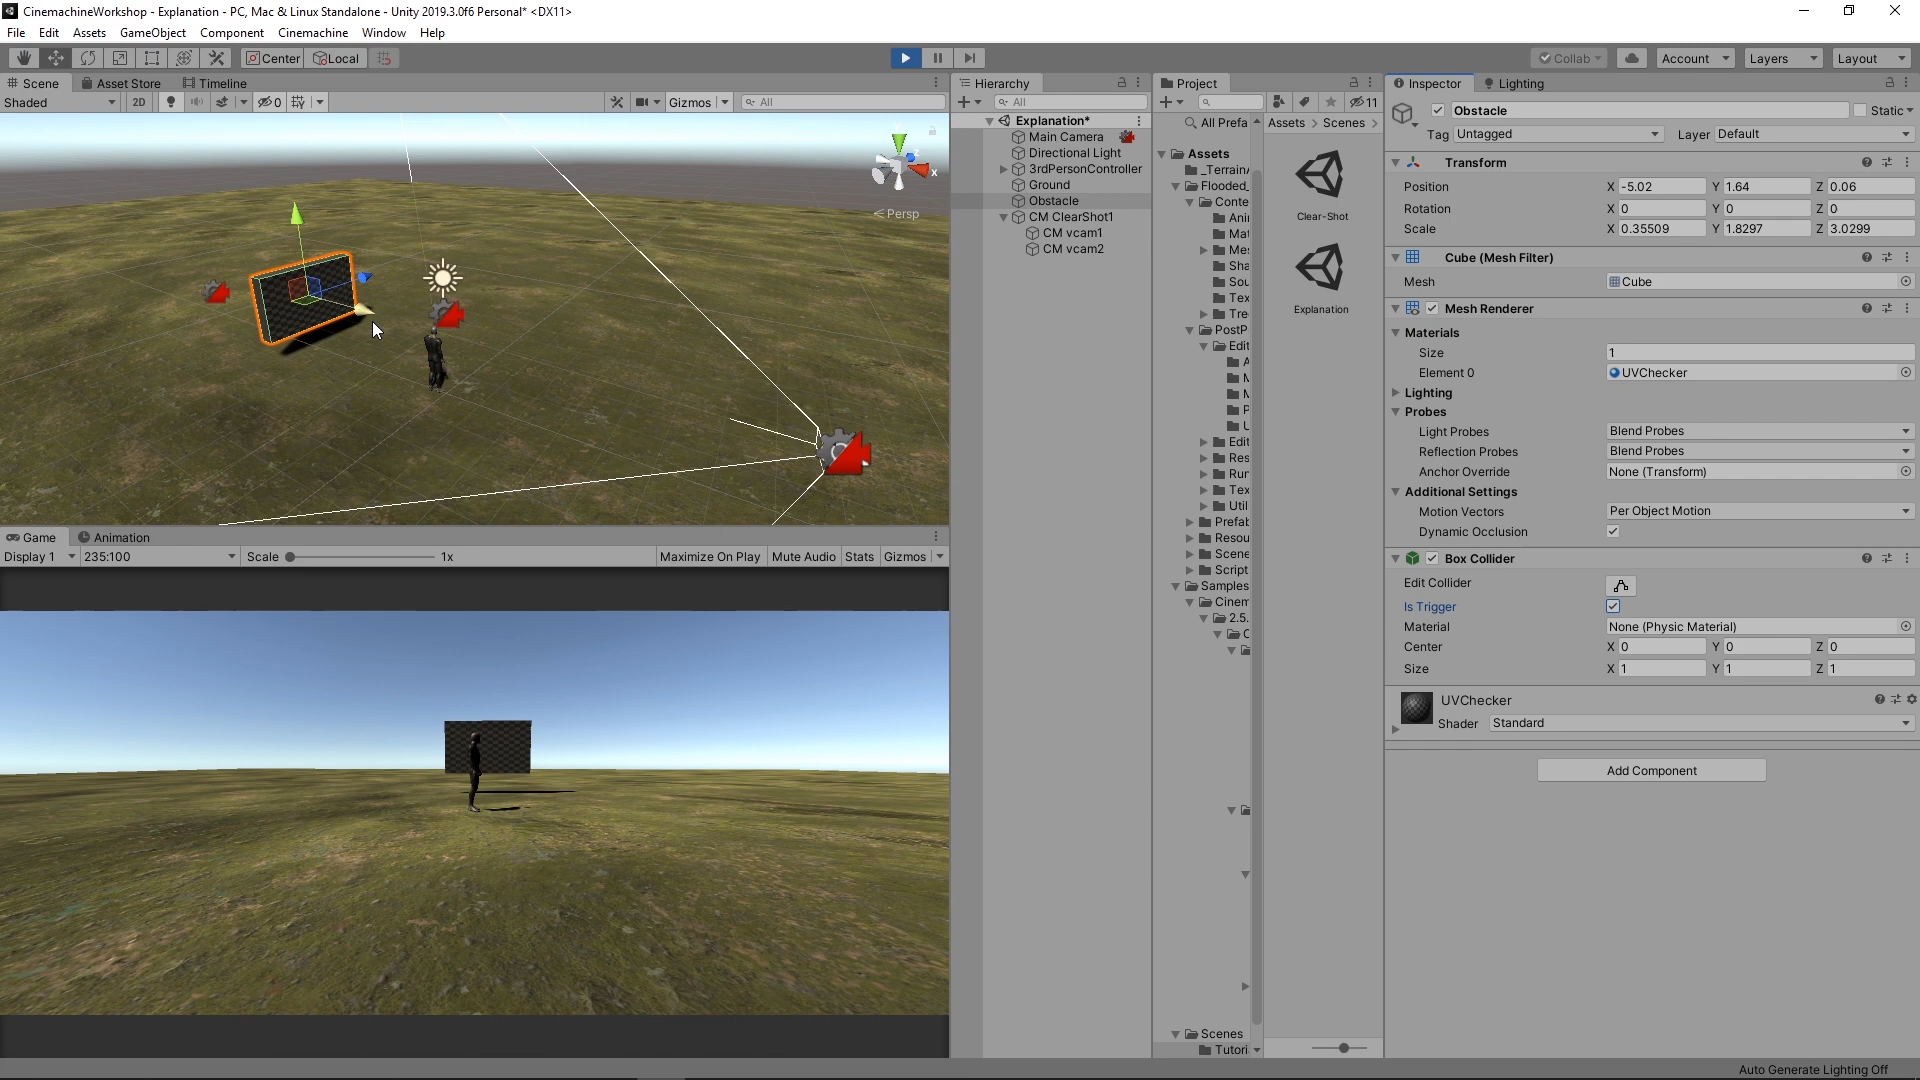 CinemachineWorkshop - Explanation - PC, Mac & Linux Standalone - Unity 2019.3.0f6 Personal* <DX11>
File Edit Assets GameObject Component Cinemachine Window Help
Center Local Collab Account Layers Layout
Scene Asset Store Timeline
Shaded 2D 0 Gizmos All
x
Persp
Game Animation
Display 1 235:100 Scale 1x Maximize On Play Mute Audio Stats Gizmos
Hierarchy
All
Explanation*
Main Camera
Directional Light
3rdPersonController
Ground
Obstacle
CM ClearShot1
CM vcam1
CM vcam2
Project
11
All Prefa
Assets > Scenes >
Assets
_Terrain
Flooded_
Conte
Ani
Mat
Mes
Sha
Sou
Tex
Tre
PostP
Edit
A
M
M
P
U
Edit
Res
Run
Tex
Util
Prefab
Resou
Scene
Script
Samples
Cinem
2.5.
C
Scenes
Tutori
Clear-Shot
Explanation
Inspector Lighting
Obstacle Static
Tag Untagged Layer Default
Transform
Position X -5.02 Y 1.64 Z 0.06
Rotation X 0 Y 0 Z 0
Scale X 0.35509 Y 1.8297 Z 3.0299
Cube (Mesh Filter)
Mesh Cube
Mesh Renderer
Materials
Size 1
Element 0 UVChecker
Lighting
Probes
Light Probes Blend Probes
Reflection Probes Blend Probes
Anchor Override None (Transform)
Additional Settings
Motion Vectors Per Object Motion
Dynamic Occlusion
Box Collider
Edit Collider
Is Trigger
Material None (Physic Material)
Center X 0 Y 0 Z 0
Size X 1 Y 1 Z 1
UVChecker
Shader Standard
Add Component
Auto Generate Lighting Off